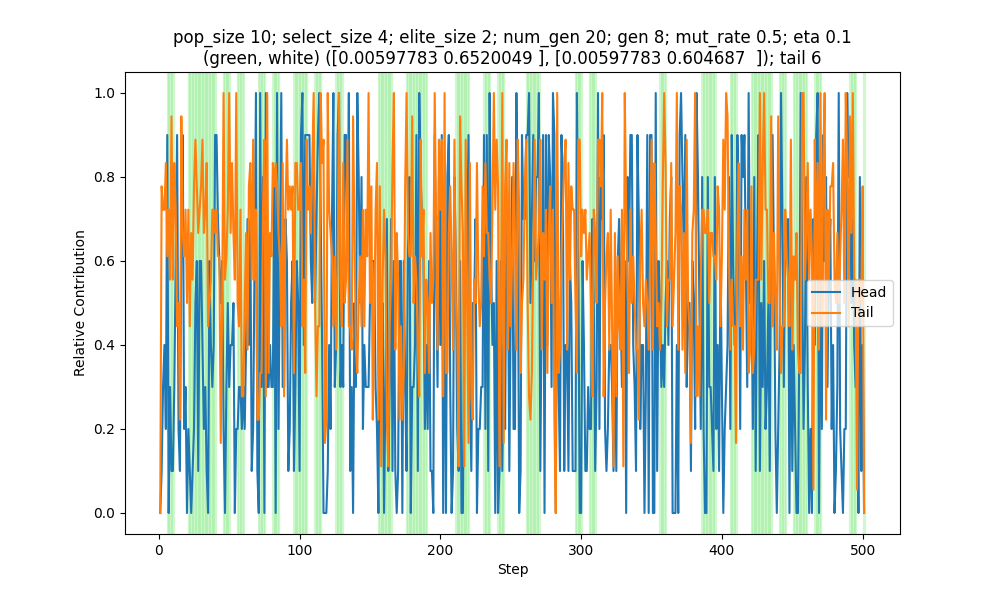 pop_size 10; select_size 4; elite_size 2; num_gen 20; gen 8; mut_rate 0.5; eta 0.1
(green, white) ([0.00597783 0.6520049 ], [0.00597783 0.604687  ]); tail 6
1.0
0.8
0.6
0.4
0.2
0.0
Relative Contribution
Head
Tail
0
100
200
300
400
500
Step